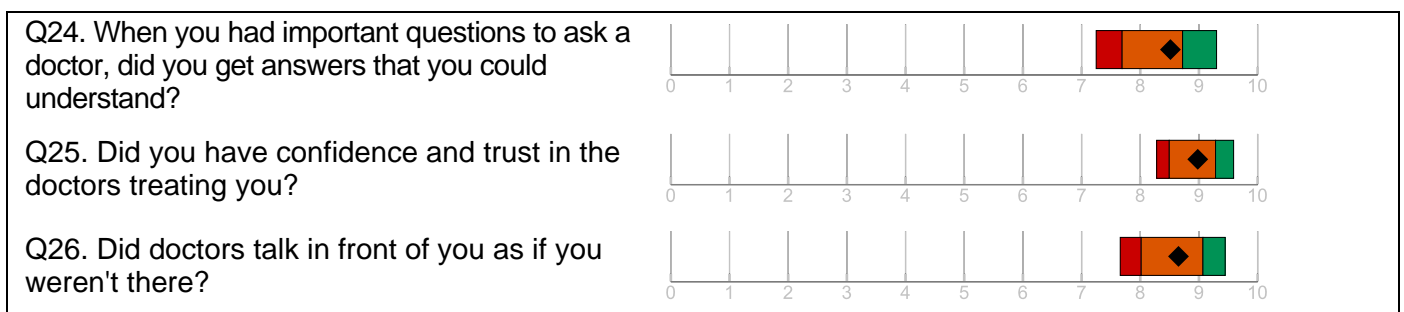 Q24. When you had important questions to ask a
doctor, did you get answers that you could
understand?
0 1 2 3 4 5 6 7 8 9 10
Q25. Did you have confidence and trust in the
doctors treating you?
0 1 2 3 4 5 6 7 8 9 10
Q26. Did doctors talk in front of you as if you
weren't there?
0 1 2 3 4 5 6 7 8 9 10